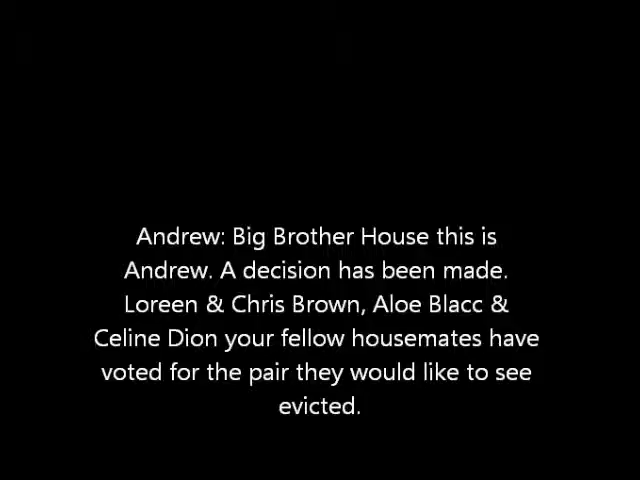 Andrew: Big Brother House this is
Andrew. A decision has been made.
Loreen & Chris Brown, Aloe Blacc &
Celine Dion your fellow housemates have
voted for the pair they would like to see
evicted.